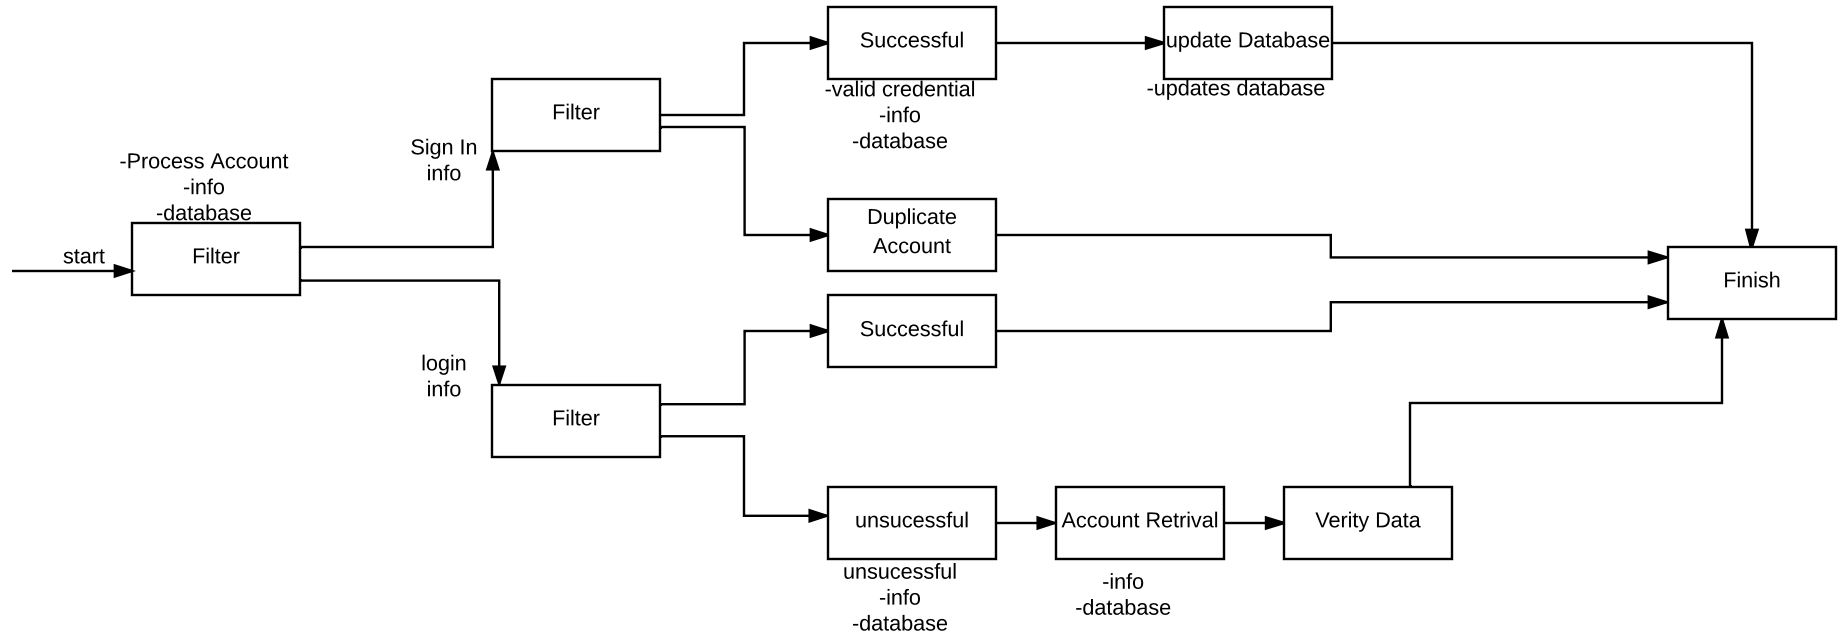 Successful
update Database
-valid credential
-info
-database
-updates database
Filter
Sign In
info
-Process Account
-info
-database
start
Filter
Duplicate
Account
Finish
Successful
login
info
Filter
unsucessful
Account Retrival
Verity Data
unsucessful
-info
-database
-info
-database